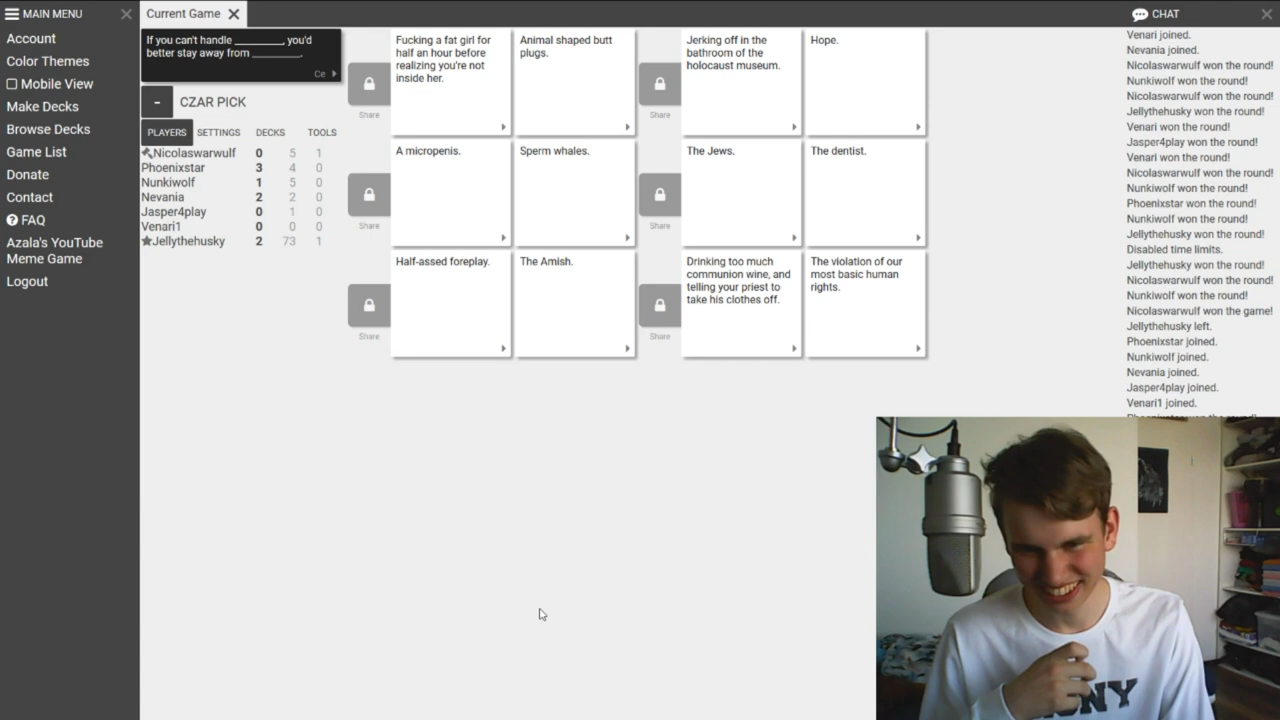 MAIN MENU
Account
Color Themes
Mobile View
Make Decks
Browse Decks
Game List
Donate
Contact
FAQ
Azala's YouTube
Meme Game
Logout
Current Game
If you can't handle ________, you'd
better stay away from ________.
Ce
-
CZAR PICK
PLAYERS SETTINGS DECKS TOOLS
Nicolaswarwulf 0 5 1
Phoenixstar 3 4 0
Nunkiwolf 1 5 0
Nevania 2 2 0
Jasper4play 0 1 0
Venari1 0 0 0
Jellythehusky 2 73 1
Share
Fucking a fat girl for
half an hour before
realizing you're not
inside her.
Animal shaped butt
plugs.
Share
Jerking off in the
bathroom of the
holocaust museum.
Hope.
Share
A micropenis.
Sperm whales.
Share
The Jews.
The dentist.
Share
Half-assed foreplay.
The Amish.
Share
Drinking too much
communion wine, and
telling your priest to
take his clothes off.
The violation of our
most basic human
rights.
CHAT
Venari joined.
Nevania joined.
Nicolaswarwulf won the round!
Nunkiwolf won the round!
Nicolaswarwulf won the round!
Jellythehusky won the round!
Venari won the round!
Jasper4play won the round!
Venari won the round!
Nicolaswarwulf won the round!
Nunkiwolf won the round!
Phoenixstar won the round!
Nunkiwolf won the round!
Jellythehusky won the round!
Disabled time limits.
Jellythehusky won the round!
Nicolaswarwulf won the round!
Nunkiwolf won the round!
Nicolaswarwulf won the game!
Jellythehusky left.
Phoenixstar joined.
Nunkiwolf joined.
Nevania joined.
Jasper4play joined.
Venari1 joined.